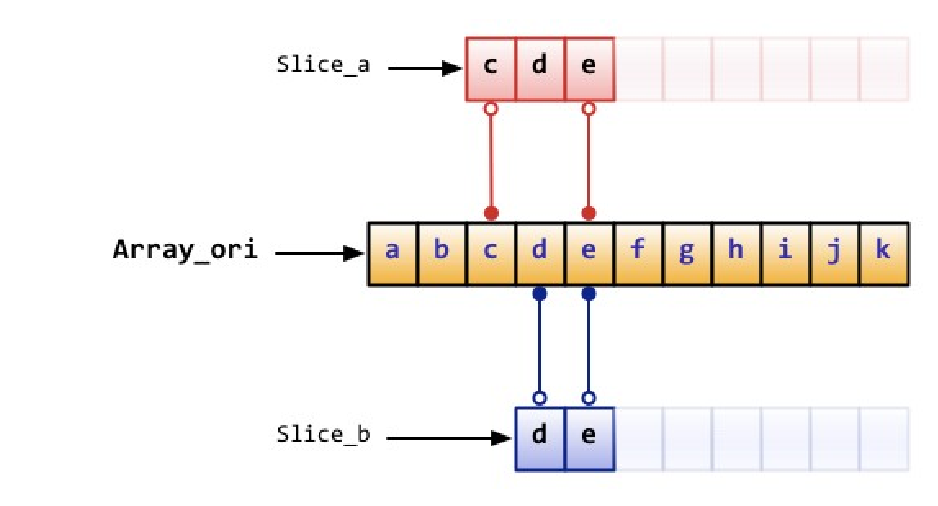 Slice_a c d e
Array_ori a b c d e f g h i j k
Slice_b d e